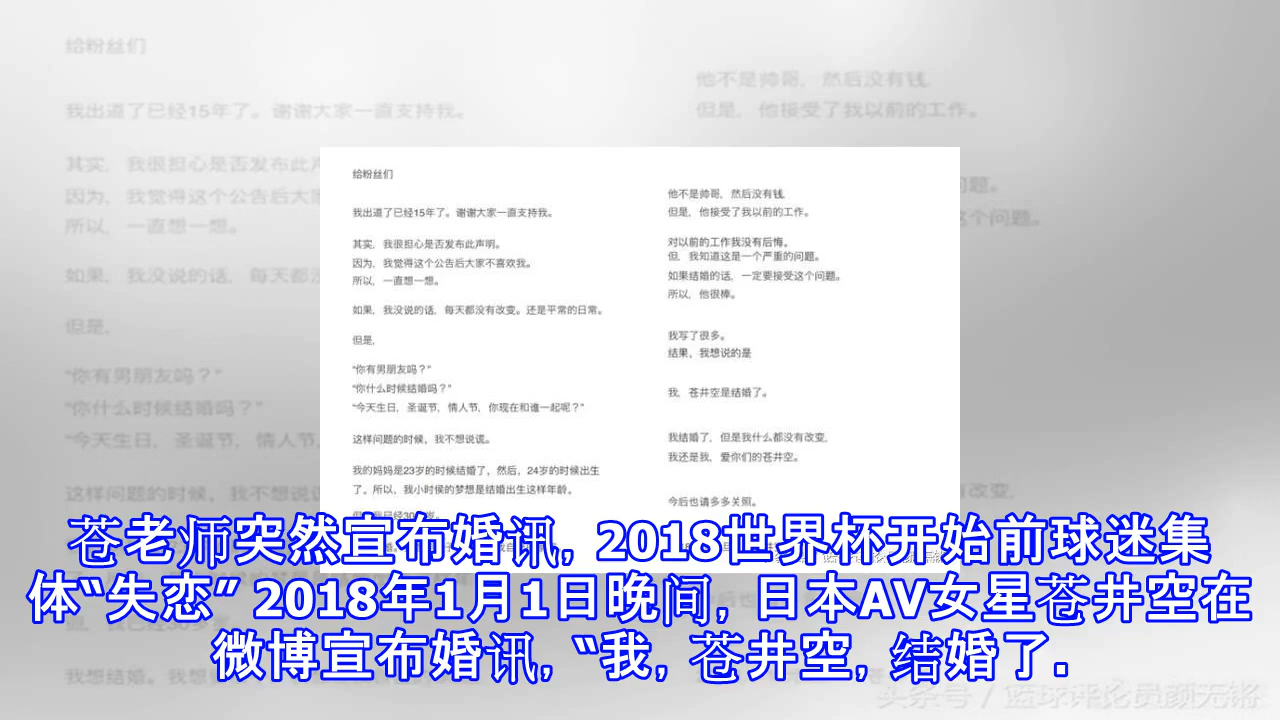 给粉丝们
我出道了已经15年了。谢谢大家一直支持我。
其实，我很担心是否发布此声明。
因为，我觉得这个公告后大家不喜欢我。
所以，一直想一想。
如果，我没说的话，每天都没有改变。还是平常的日常。
但是，
“你有男朋友吗？”
“你什么时候结婚吗？”
“今天生日，圣诞节，情人节，你现在和谁一起呢？”
这样问题的时候，我不想说谎。
我的妈妈是23岁的时候结婚了，然后，24岁的时候出生
了。所以，我小时候的梦想是结婚出生这样年龄。
他不是帅哥，然后没有钱，
但是，他接受了我以前的工作。
对以前的工作我没有后悔。
但，我知道这是一个严重的问题。
如果结婚的话，一定要接受这个问题。
所以，他很棒。
我写了很多。
结果，我想说的是
我，苍井空是结婚了。
我结婚了，但是我什么都没有改变，
我还是我，爱你们的苍井空。
今后也请多多关照。
苍老师突然宣布婚讯, 2018世界杯开始前球迷集
体“失恋” 2018年1月1日晚间, 日本AV女星苍井空在
微博宣布婚讯, “我, 苍井空, 结婚了.
头条号 / 篮球评论员颜无锵